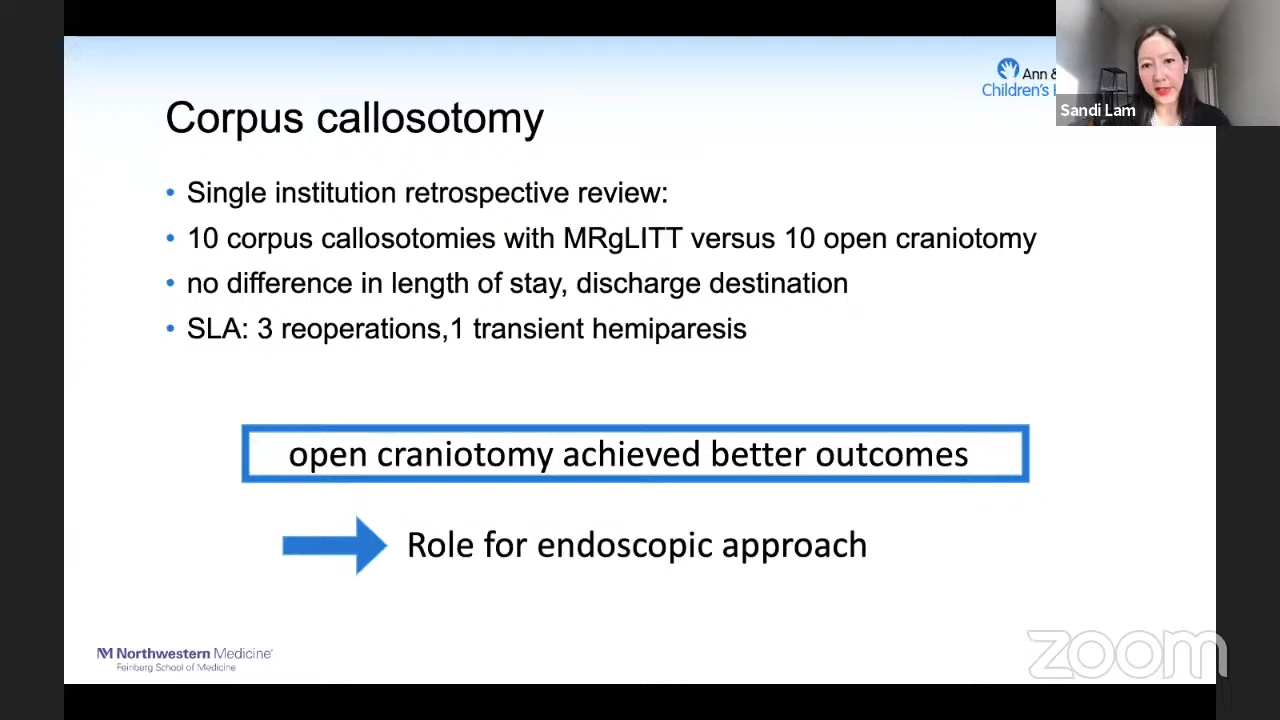 Ann &
Children's
Sandi Lam
Corpus callosotomy
• Single institution retrospective review:
• 10 corpus callosotomies with MRgLITT versus 10 open craniotomy
• no difference in length of stay, discharge destination
• SLA: 3 reoperations,1 transient hemiparesis
open craniotomy achieved better outcomes
Role for endoscopic approach
M Northwestern Medicine®
Feinberg School of Medicine
zoom